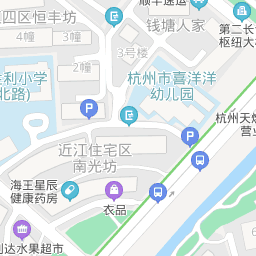 四区恒丰坊
顺丰速运
钱塘人家
第二长
枢纽大
3号
4幢
3幢
2幢
利小学
北路)
杭州市喜洋洋
幼儿园
杭州天
营业
近江住宅区
南光坊
海王星辰
健康药房
衣品
达水果超市